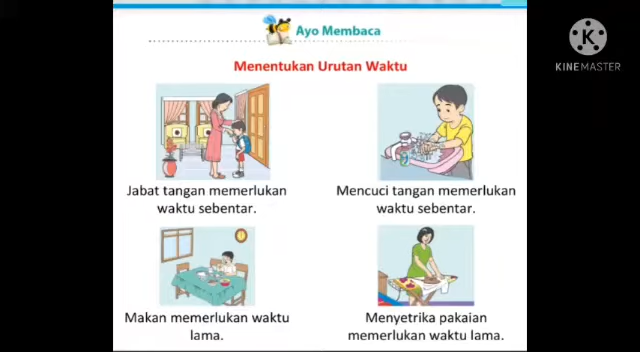 Ayo Membaca
Menentukan Urutan Waktu
KINEMASTER
Jabat tangan memerlukan
waktu sebentar.
Mencuci tangan memerlukan
waktu sebentar.
Makan memerlukan waktu
lama.
Menyetrika pakaian
memerlukan waktu lama.